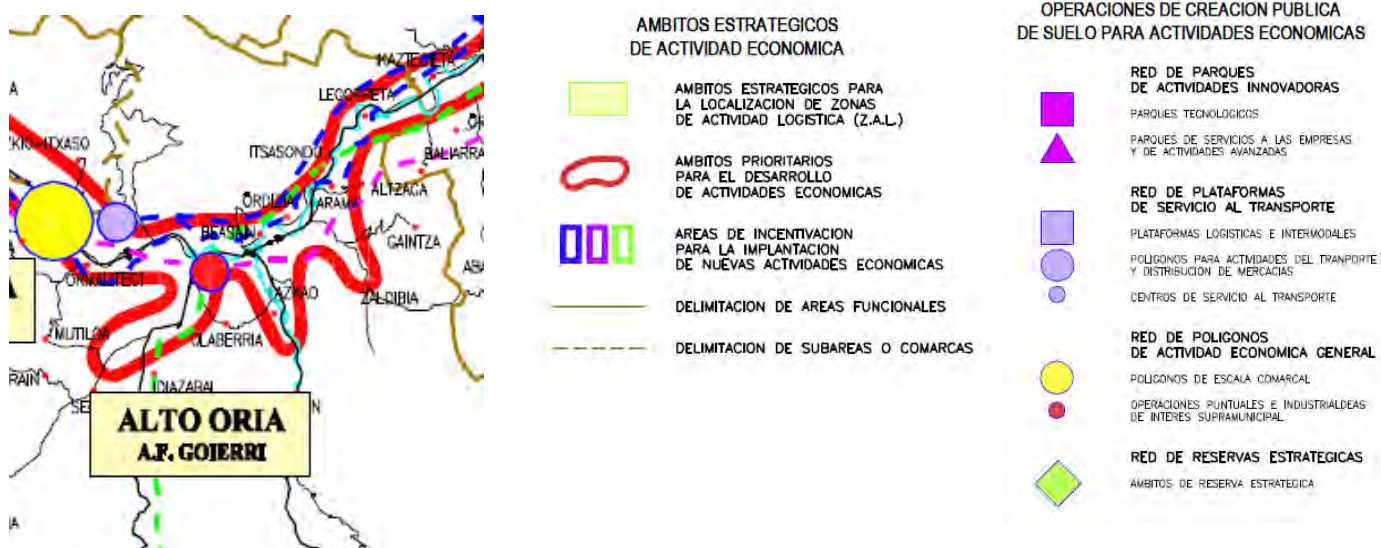 KAZTEGIETA
LEGORRETA
KIO-ITXASO
ITSASONDO
BALIARRA
ALTZAGA
ORDIZIA
ARAMA
BEASAIN
GAINTZA
ORMAIZTEGI
ZALDIBIA
MUTILOA
OLABERRIA
IDIAZABAL
ALTO ORIA
A.F. GOIERRI
AMBITOS ESTRATEGICOS
DE ACTIVIDAD ECONOMICA
AMBITOS ESTRATEGICOS PARA
LA LOCALIZACION DE ZONAS
DE ACTIVIDAD LOGISTICA (Z.A.L.)
AMBITOS PRIORITARIOS
PARA EL DESARROLLO
DE ACTIVIDADES ECONOMICAS
AREAS DE INCENTIVACION
PARA LA IMPLANTACION
DE NUEVAS ACTIVIDADES ECONOMICAS
DELIMITACION DE AREAS FUNCIONALES
DELIMITACION DE SUBAREAS O COMARCAS
OPERACIONES DE CREACION PUBLICA
DE SUELO PARA ACTIVIDADES ECONOMICAS
RED DE PARQUES
DE ACTIVIDADES INNOVADORAS
PARQUES TECNOLOGICOS
PARQUES DE SERVICIOS A LAS EMPRESAS
Y DE ACTIVIDADES AVANZADAS
RED DE PLATAFORMAS
DE SERVICIO AL TRANSPORTE
PLATAFORMAS LOGISTICAS E INTERMODALES
POLIGONOS PARA ACTIVIDADES DEL TRANPORTE
Y DISTRIBUCION DE MERCACIAS
CENTROS DE SERVICIO AL TRANSPORTE
RED DE POLIGONOS
DE ACTIVIDAD ECONOMICA GENERAL
POLIGONOS DE ESCALA COMARCAL
OPERACIONES PUNTUALES E INDUSTRIALDEAS
DE INTERES SUPRAMUNICIPAL
RED DE RESERVAS ESTRATEGICAS
AMBITOS DE RESERVA ESTRATEGICA